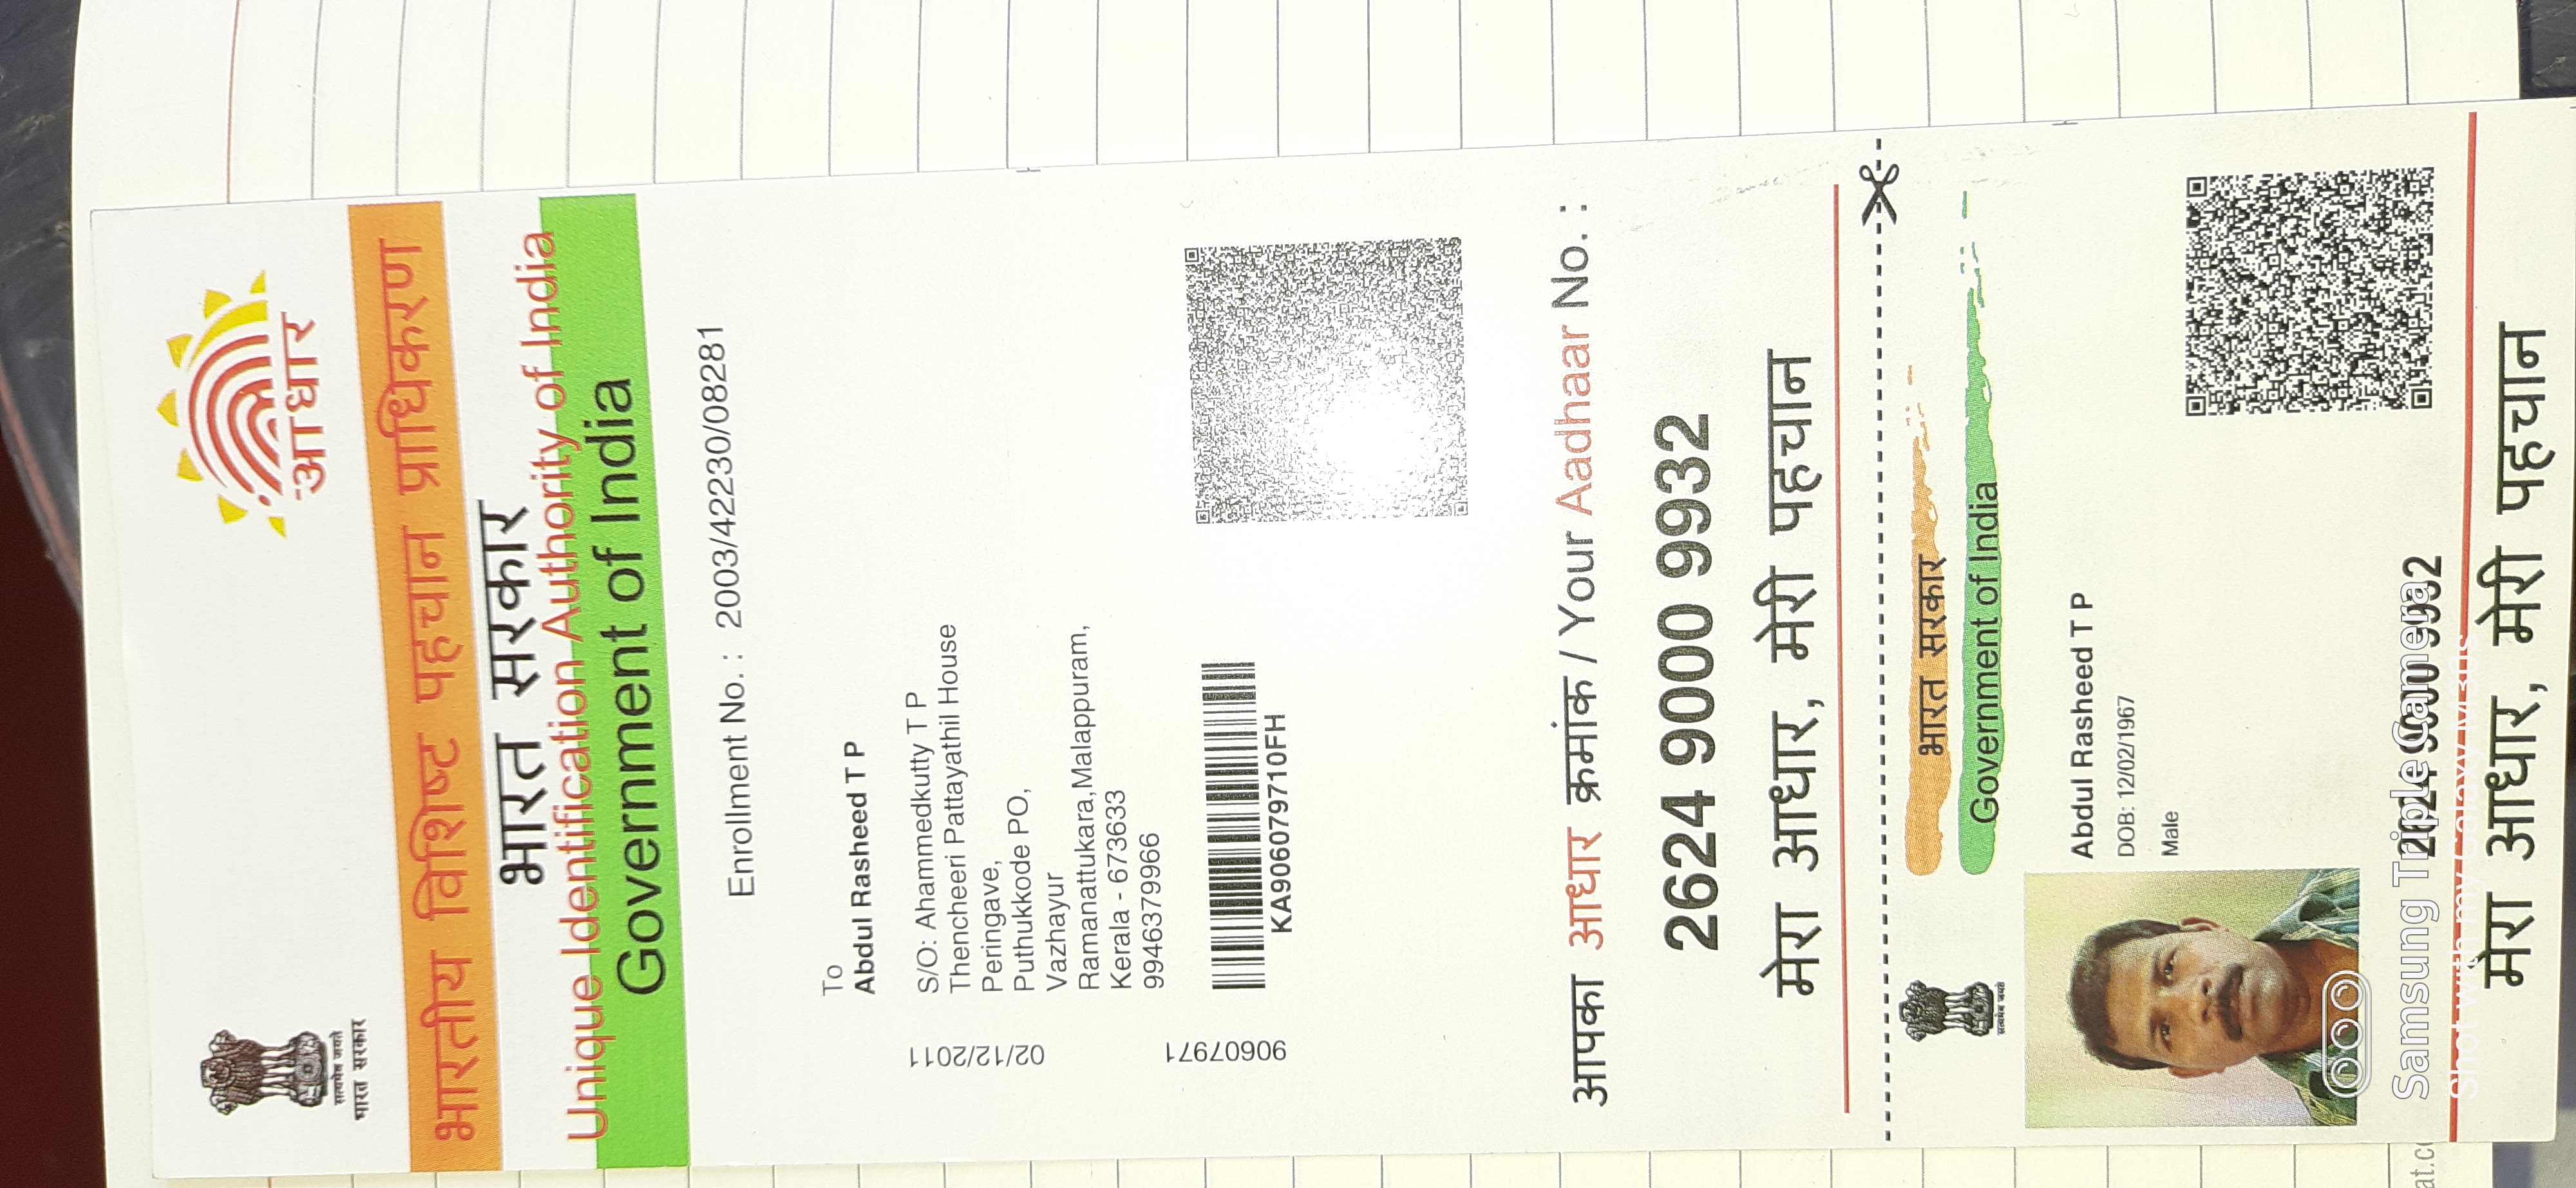 सत्यमेव जयते
भारत सरकार
आधार
भारतीय विशिष्ट पहचान प्राधिकरण
भारत सरकार
Unique Identification Authority of India
Government of India
Enrollment No. : 2003/42230/08281
To
Abdul Rasheed T P
S/O: Ahammedkutty T P
Thencheeri Pattayathil House
Peringave,
Puthukkode PO,
Vazhayur
Ramanattukara,Malappuram,
Kerala - 673633
9946379966
02/12/2011
90607971
KA906079710FH
आपका आधार क्रमांक / Your Aadhaar No. :
2624 9000 9932
मेरा आधार, मेरी पहचान
भारत सरकार
Government of India
सत्यमेव जयते
Abdul Rasheed T P
DOB: 12/02/1967
Male
2624 9000 9932
Samsung Triple Camera
Shot with my Galaxy M30s
मेरा आधार, मेरी पहचान